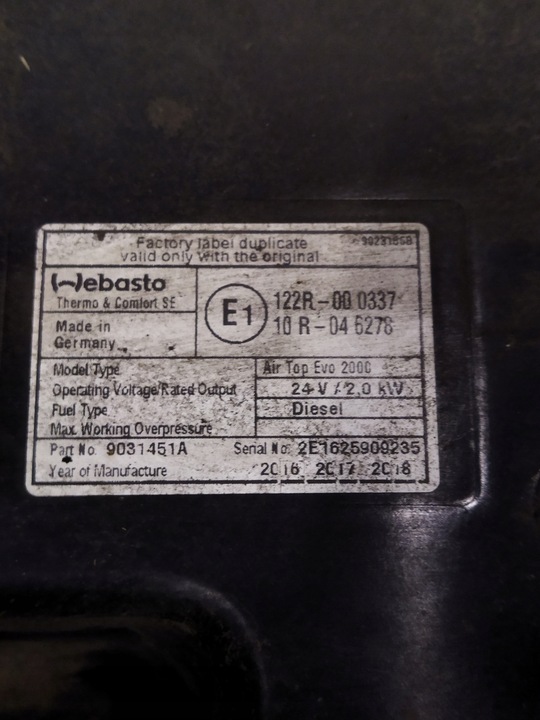 Factory label duplicate
valid only with the original
Webasto
Thermo & Comfort SE
Made in
Germany
E1
122R-00 0337
10 R-04 6278
Model Type Air Top Evo 2000
Operating Voltage/Rated Output 24 V / 2,0 kW
Fuel Type Diesel
Max. Working Overpressure
Part No. 9031451A Serial No. 2E1625909235
Year of Manufacture 2016 2017 2018